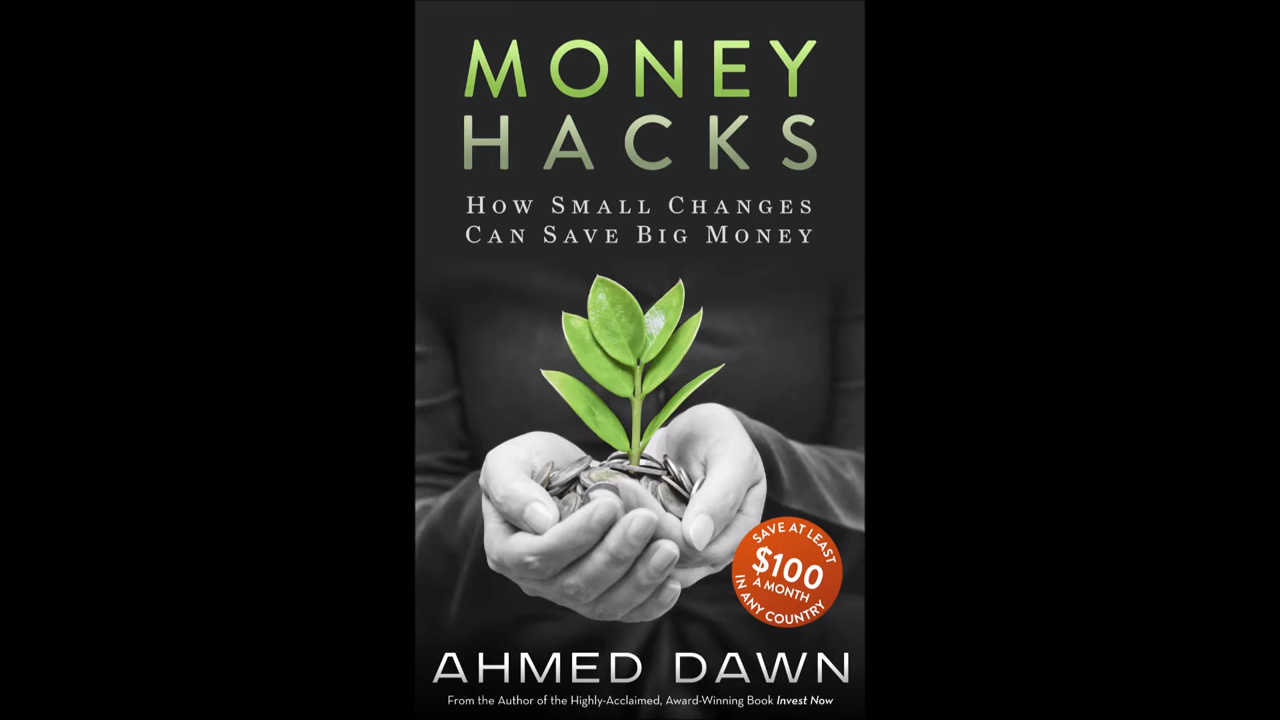 MONEY
HACKS
How Small Changes
Can Save Big Money
SAVE AT LEAST
$100
A MONTH
IN ANY COUNTRY
AHMED DAWN
From the Author of the Highly-Acclaimed, Award-Winning Book Invest Now